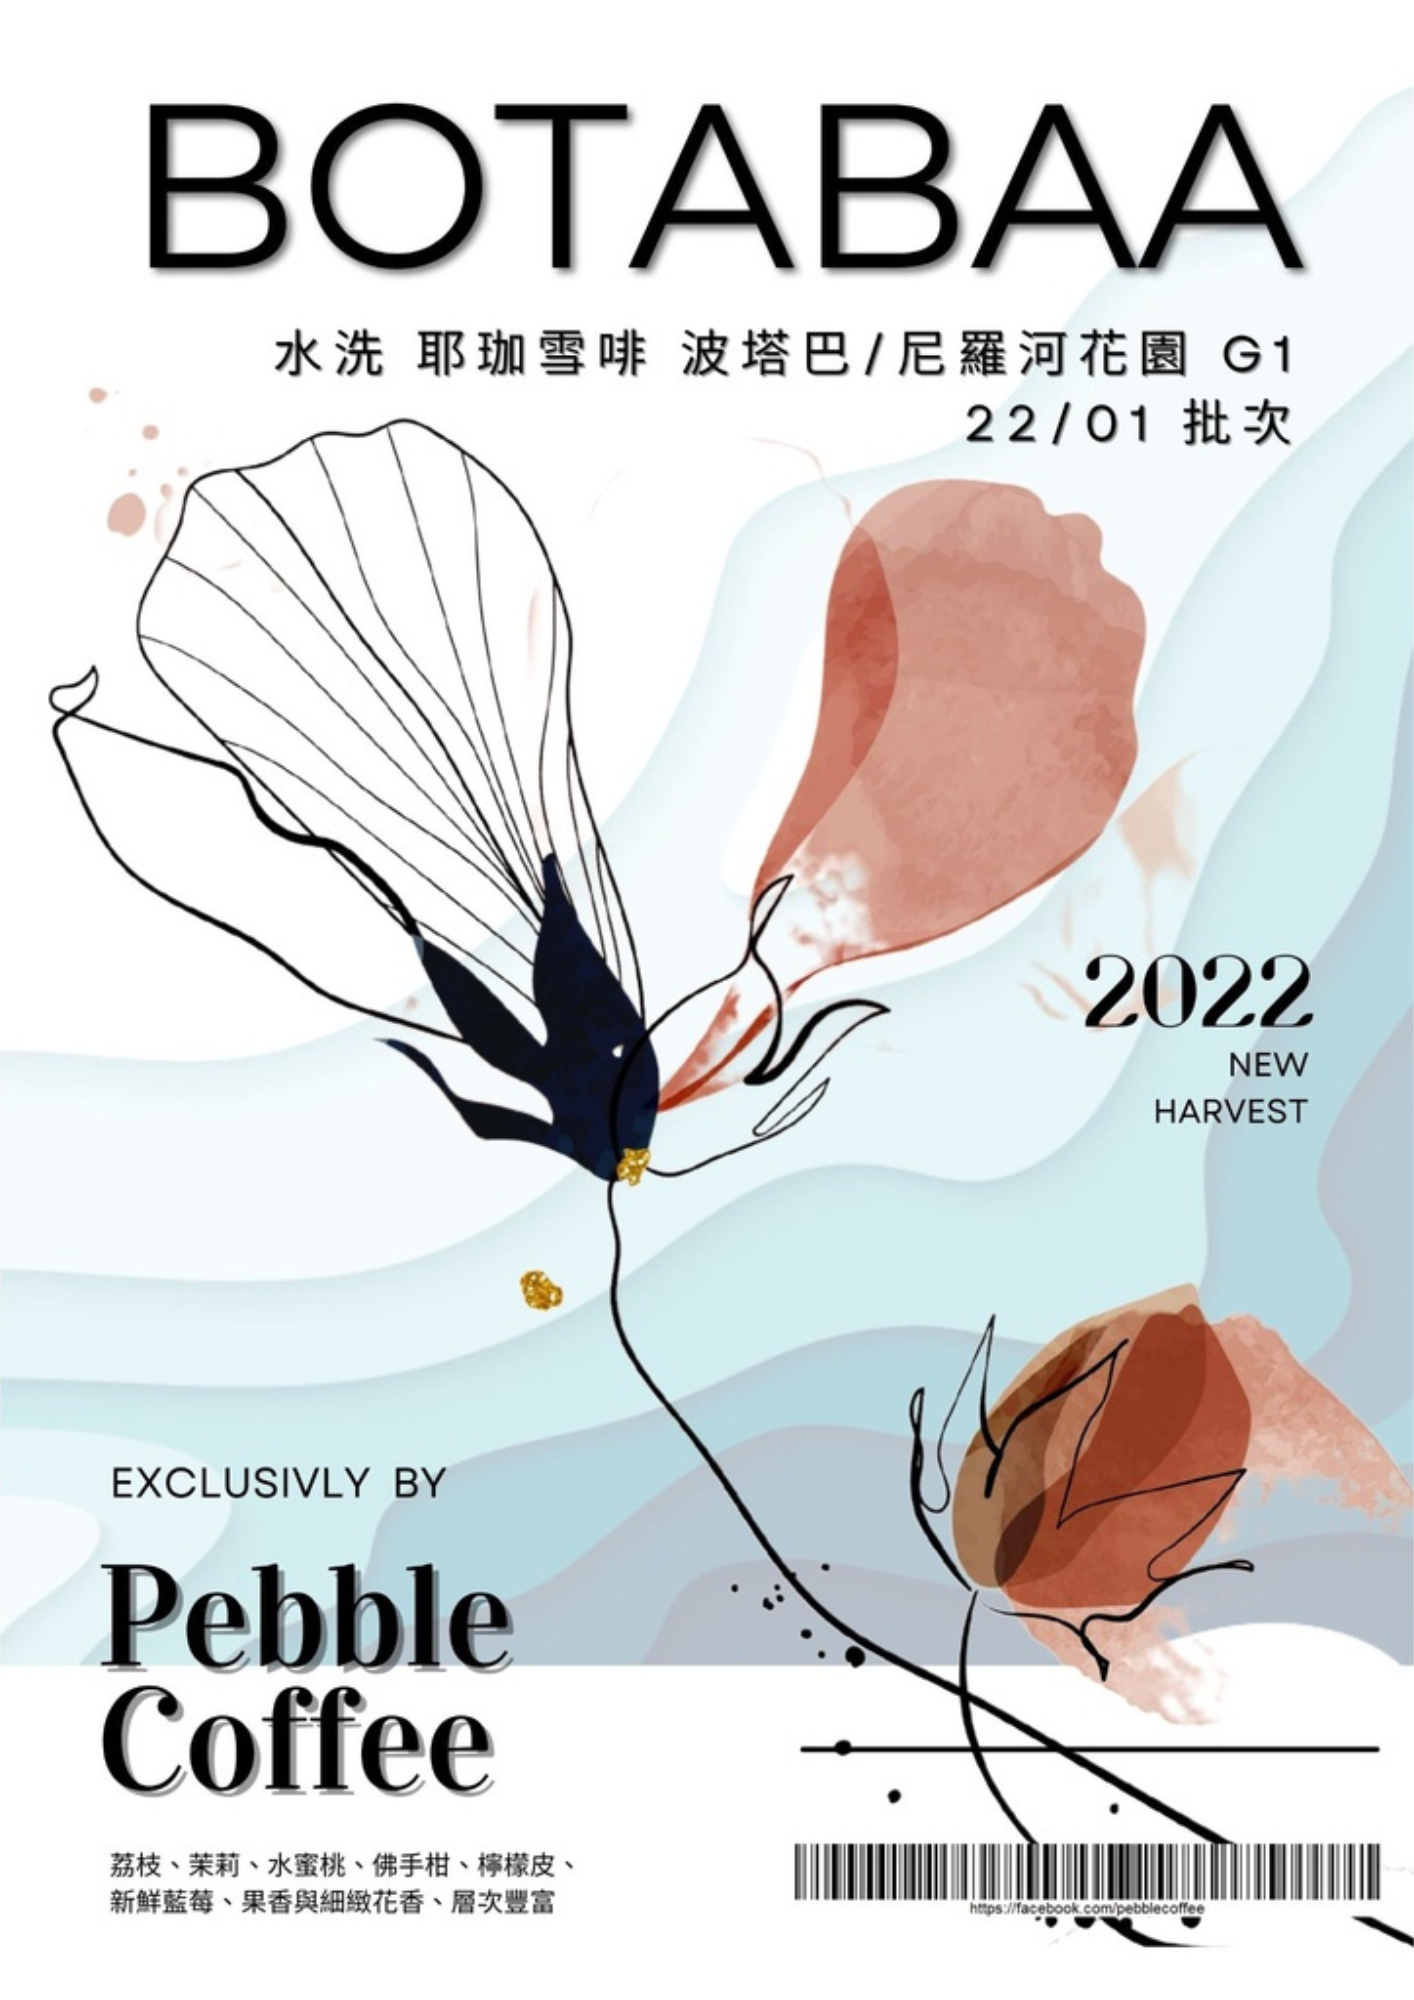 BOTABAA
水洗 耶珈雪啡 波塔巴/尼羅河花園 G1
22/01 批次
2022
NEW
HARVEST
EXCLUSIVLY BY
Pebble
Coffee
荔枝、茉莉、水蜜桃、佛手柑、檸檬皮、
新鮮藍莓、果香與細緻花香、層次豐富
https://facebook.com/pebblecoffee